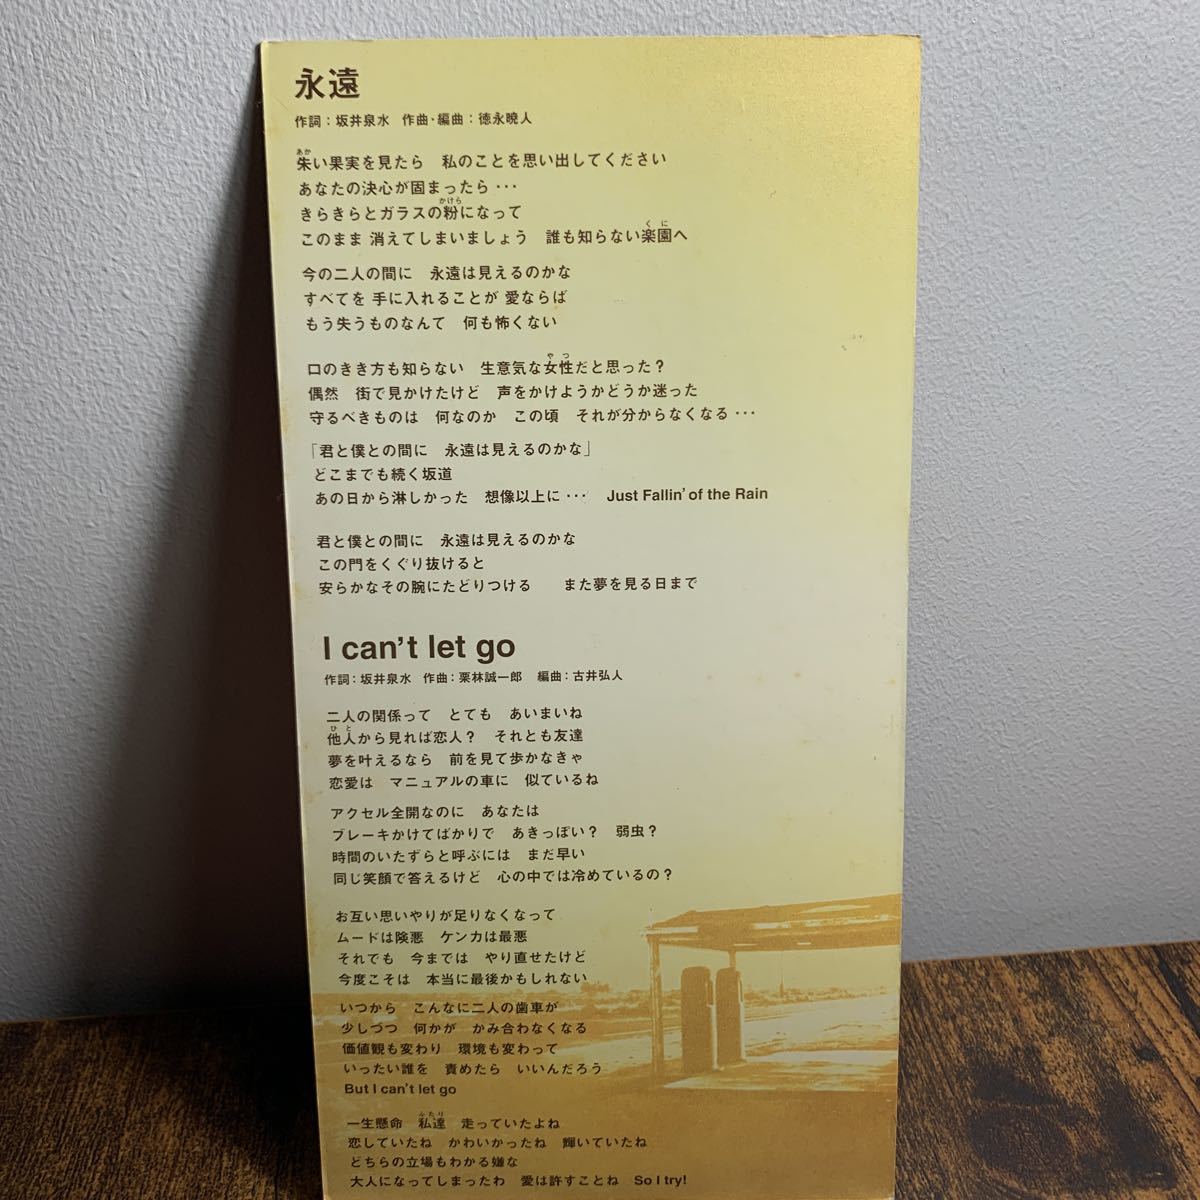 永遠
作詞：坂井泉水 作曲・編曲：徳永暁人
あか
朱い果実を見たら 私のことを思い出してください
あなたの決心が固まったら・・・
かけら
きらきらとガラスの粉になって
くに
このまま 消えてしまいましょう 誰も知らない楽園へ
今の二人の間に 永遠は見えるのかな
すべてを 手に入れることが 愛ならば
もう失うものなんて 何も怖くない
やつ
口のきき方も知らない 生意気な女性だと思った？
偶然 街で見かけたけど 声をかけようかどうか迷った
守るべきものは 何なのか この頃 それが分からなくなる・・・
「君と僕との間に 永遠は見えるのかな」
どこまでも続く坂道
あの日から淋しかった 想像以上に・・・ Just Fallin' of the Rain
君と僕との間に 永遠は見えるのかな
この門をくぐり抜けると
安らかなその腕にたどりつける また夢を見る日まで
I can't let go
作詞：坂井泉水 作曲：栗林誠一郎 編曲：古井弘人
二人の関係って とても あいまいね
ひと
他人から見れば恋人？ それとも友達
夢を叶えるなら 前を見て歩かなきゃ
恋愛は マニュアルの車に 似ているね
アクセル全開なのに あなたは
ブレーキかけてばかりで あきっぽい？ 弱虫？
時間のいたずらと呼ぶには まだ早い
同じ笑顔で答えるけど 心の中では冷めているの？
お互い思いやりが足りなくなって
ムードは険悪 ケンカは最悪
それでも 今までは やり直せたけど
今度こそは 本当に最後かもしれない
いつから こんなに二人の歯車が
少しづつ 何かが かみ合わなくなる
価値観も変わり 環境も変わって
いったい誰を 責めたら いいんだろう
But I can't let go
ふたり
一生懸命 私達 走っていたよね
恋していたね かわいかったね 輝いていたね
どちらの立場もわかる嫌な
大人になってしまったわ 愛は許すことね So I try!